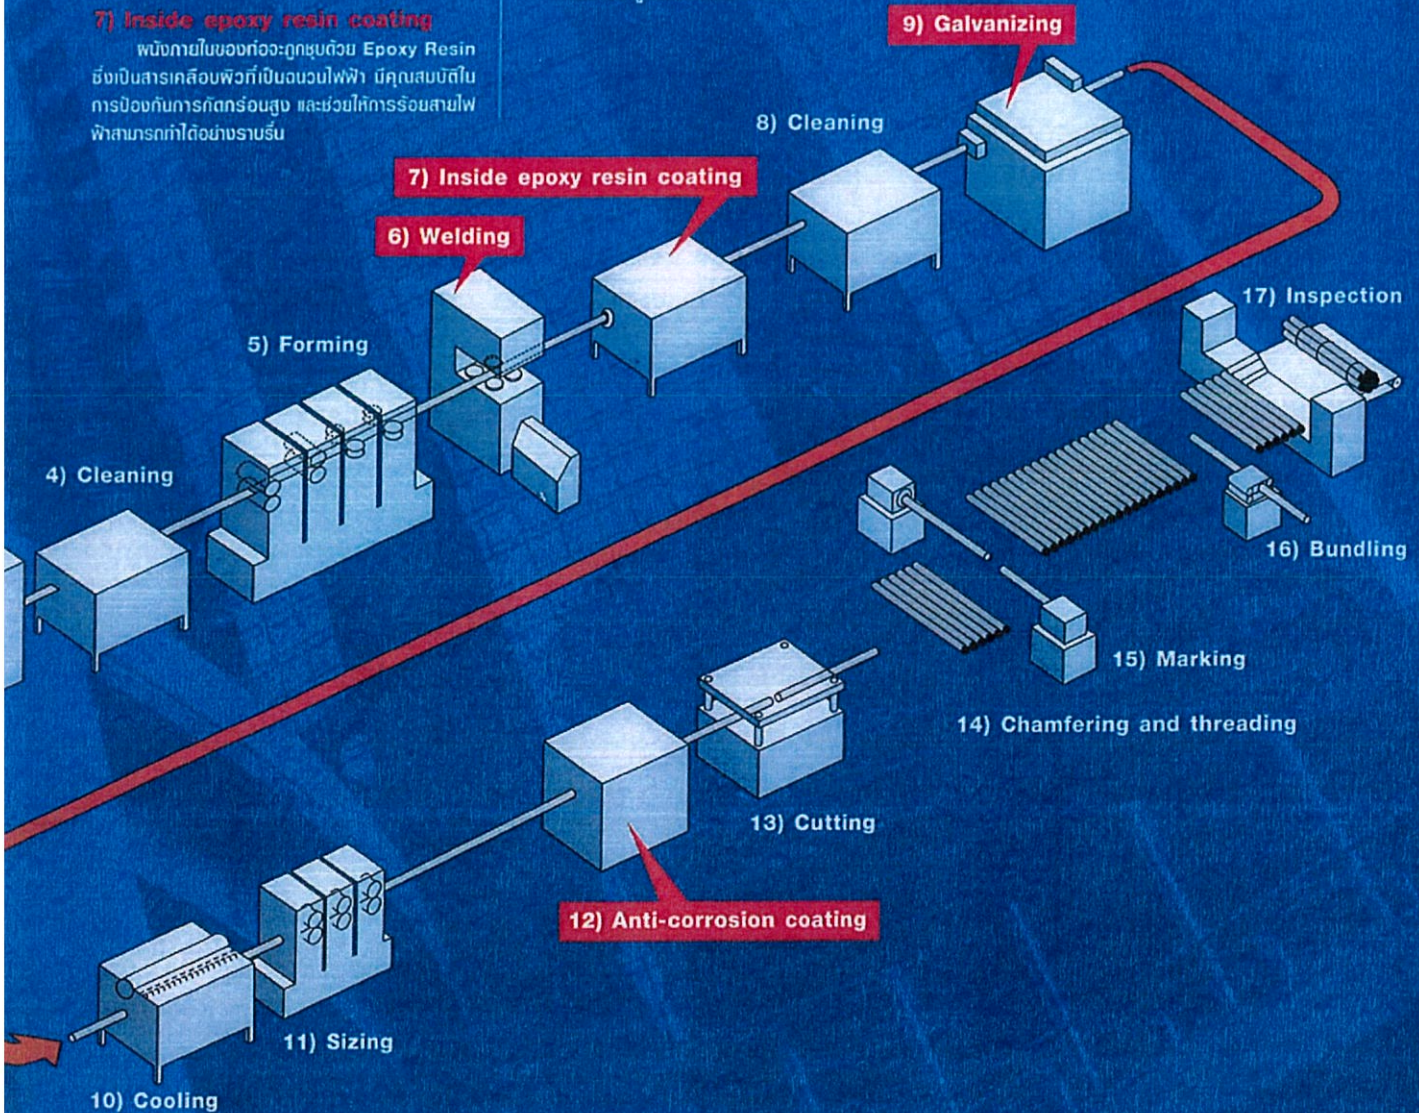 7) Inside epoxy resin coating
ผนังภายในของท่อจะถูกชุบด้วย Epoxy Resin
ซึ่งเป็นสารเคลือบผิวที่เป็นฉนวนไฟฟ้า มีคุณสมบัติใน
การป้องกันการกัดกร่อนสูง และช่วยให้การร้อยสายไฟ
ฟ้าสามารถทำได้อย่างราบรื่น
9) Galvanizing
8) Cleaning
7) Inside epoxy resin coating
6) Welding
5) Forming
4) Cleaning
17) Inspection
16) Bundling
15) Marking
14) Chamfering and threading
13) Cutting
12) Anti-corrosion coating
11) Sizing
10) Cooling